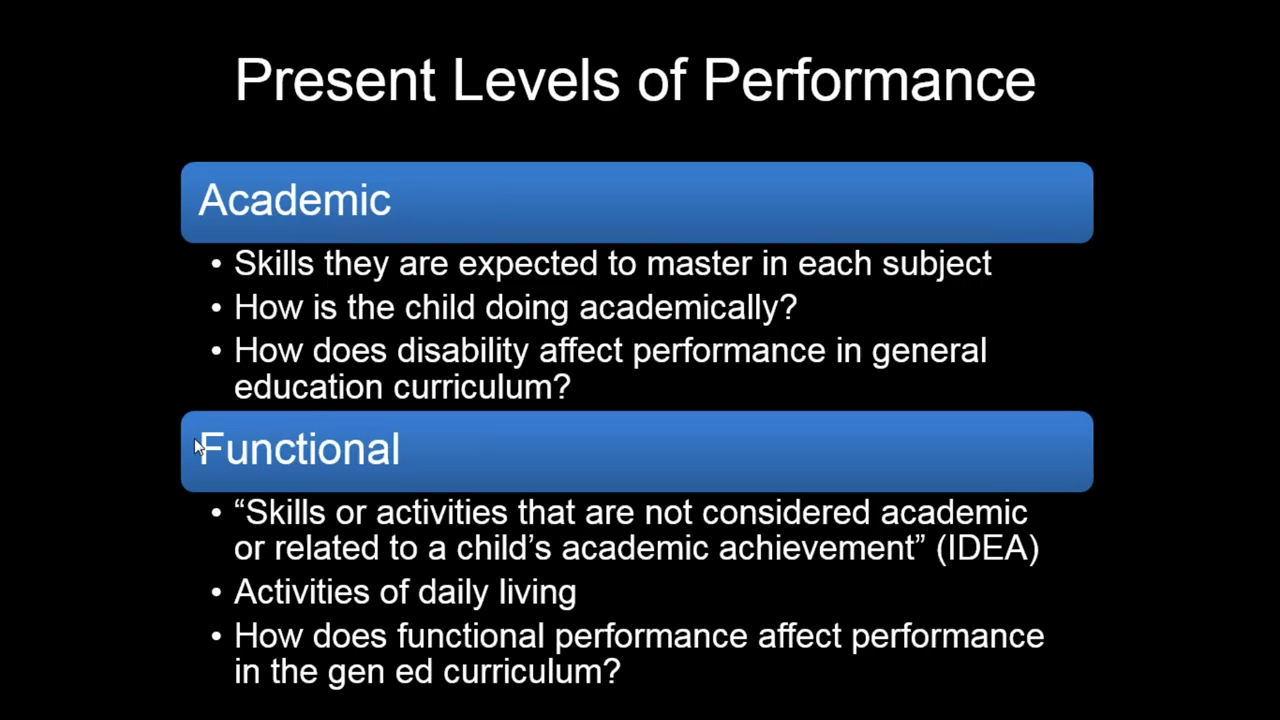 Present Levels of Performance
Academic
• Skills they are expected to master in each subject
• How is the child doing academically?
• How does disability affect performance in general
education curriculum?
Functional
• “Skills or activities that are not considered academic
or related to a child’s academic achievement” (IDEA)
• Activities of daily living
• How does functional performance affect performance
in the gen ed curriculum?